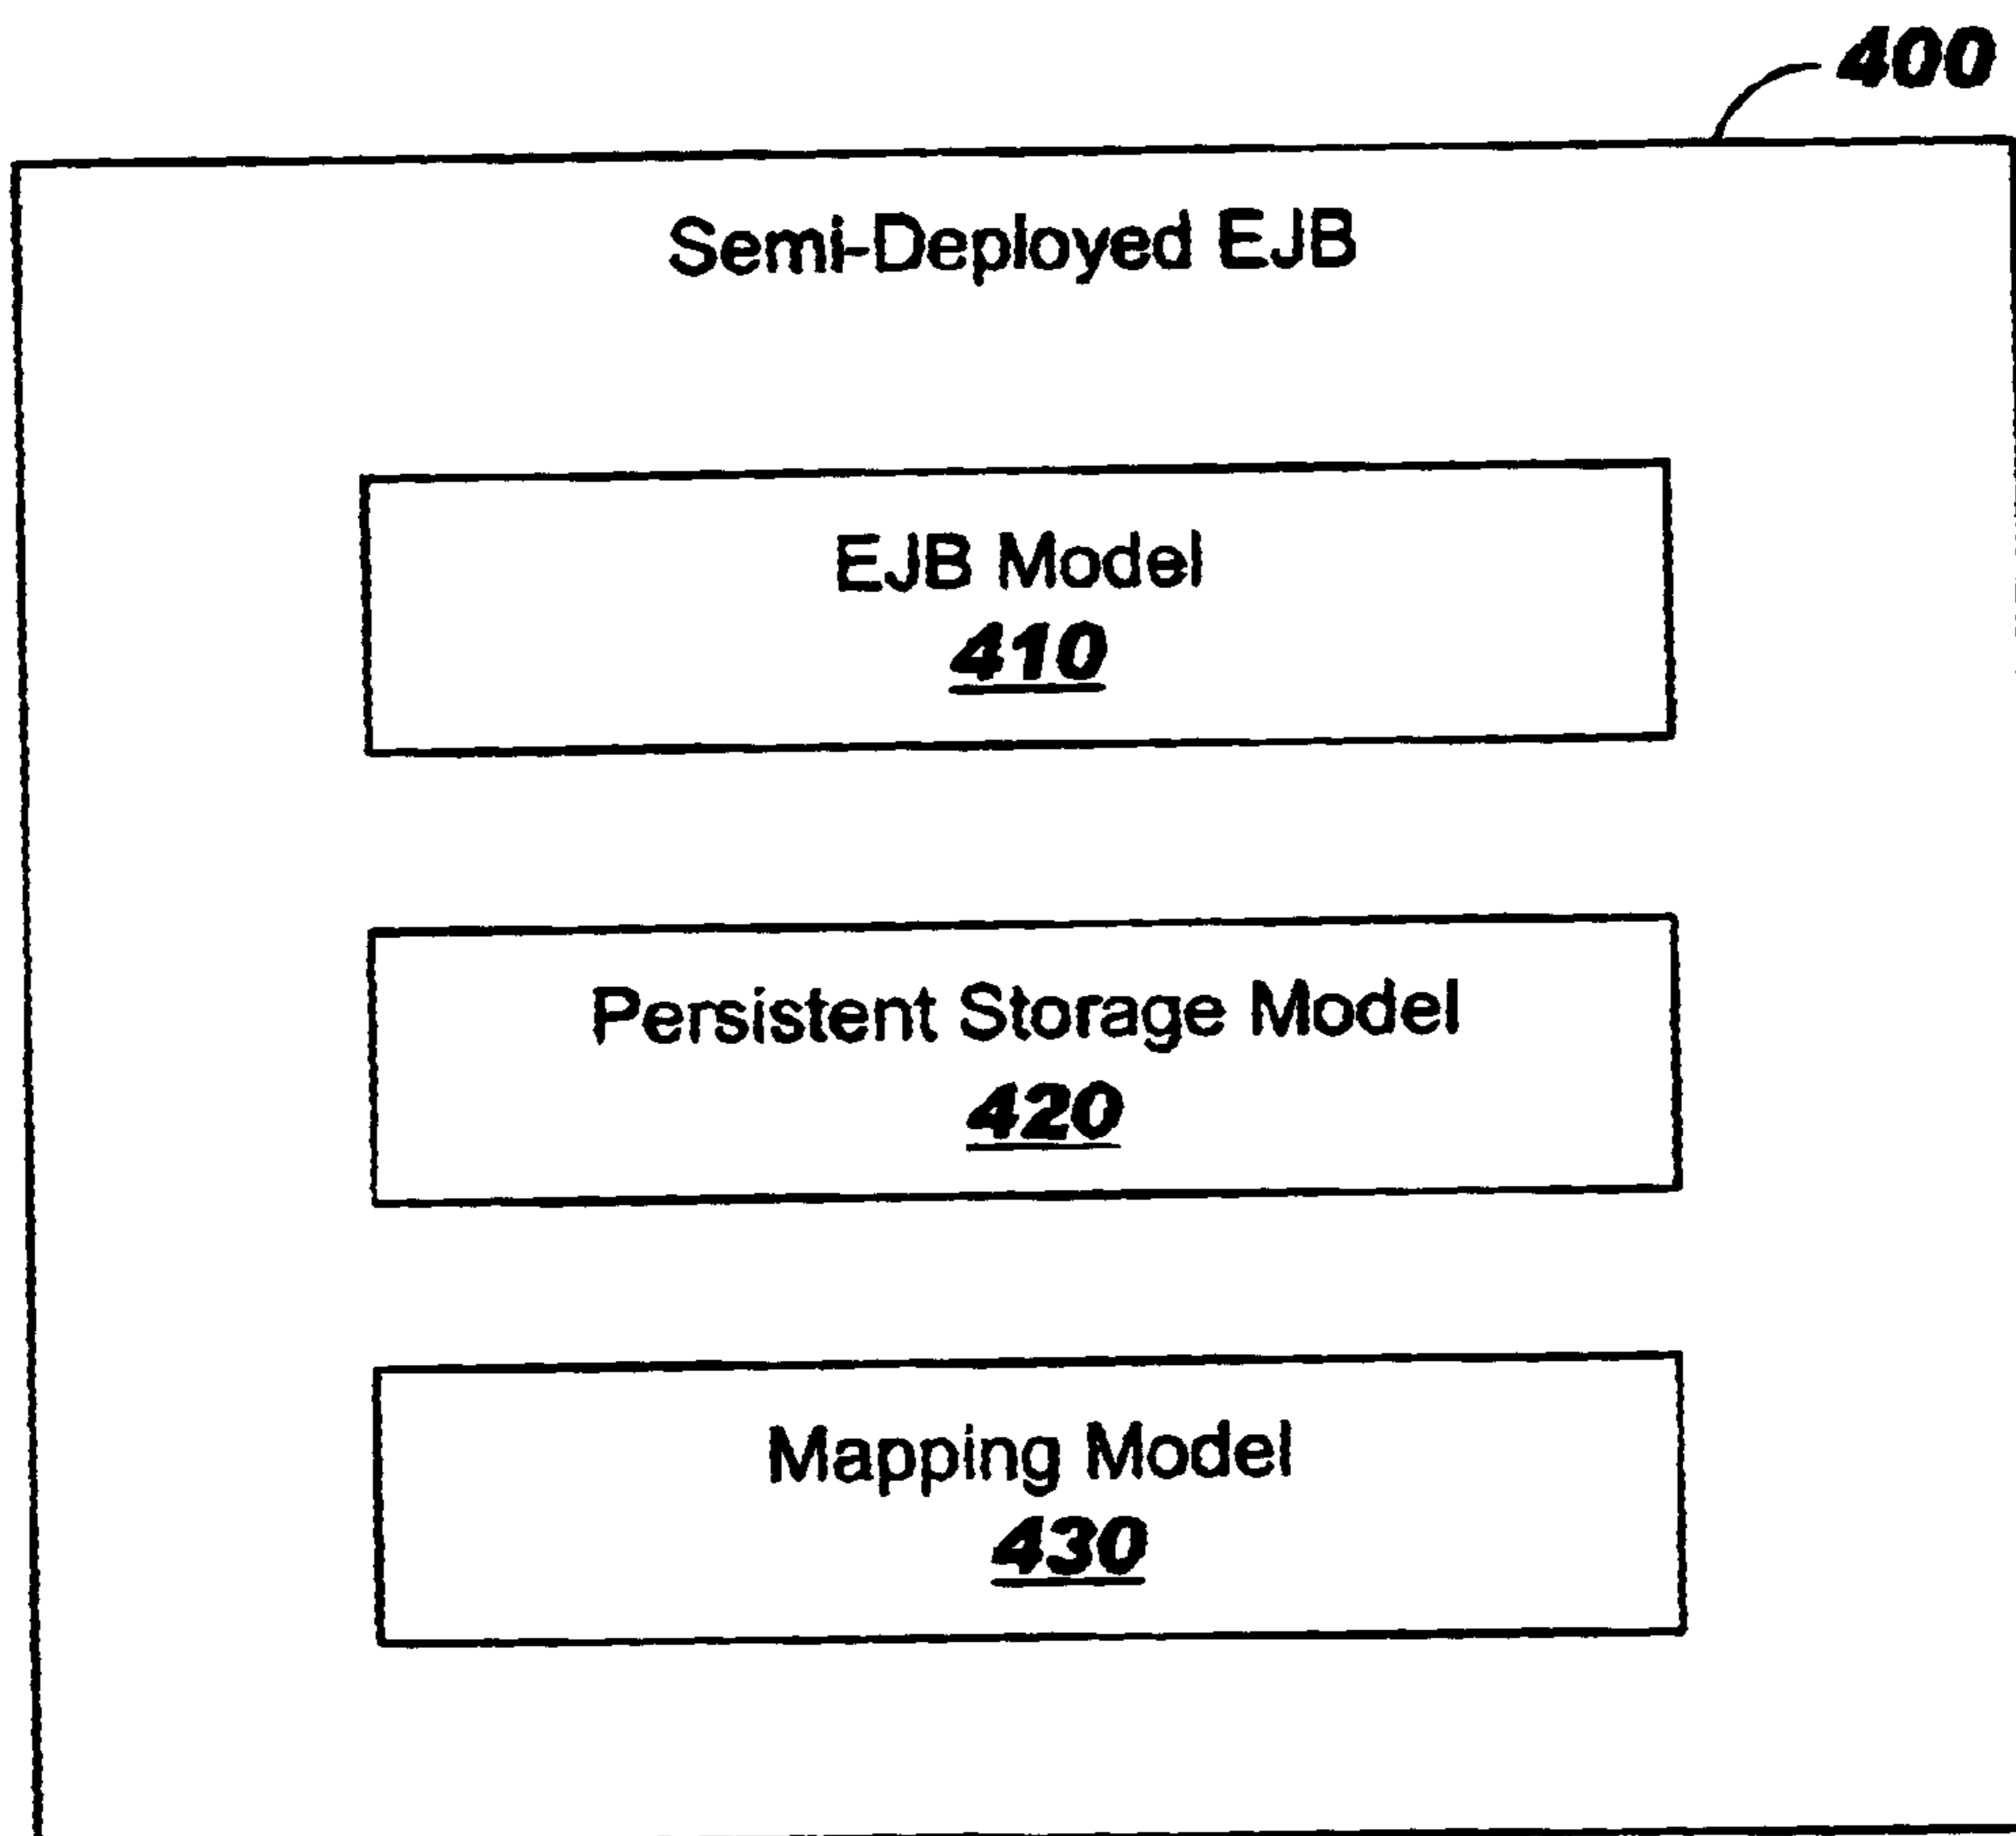 400
Semi-Deployed EJB
EJB Model
410
Persistent Storage Model
420
Mapping Model
430